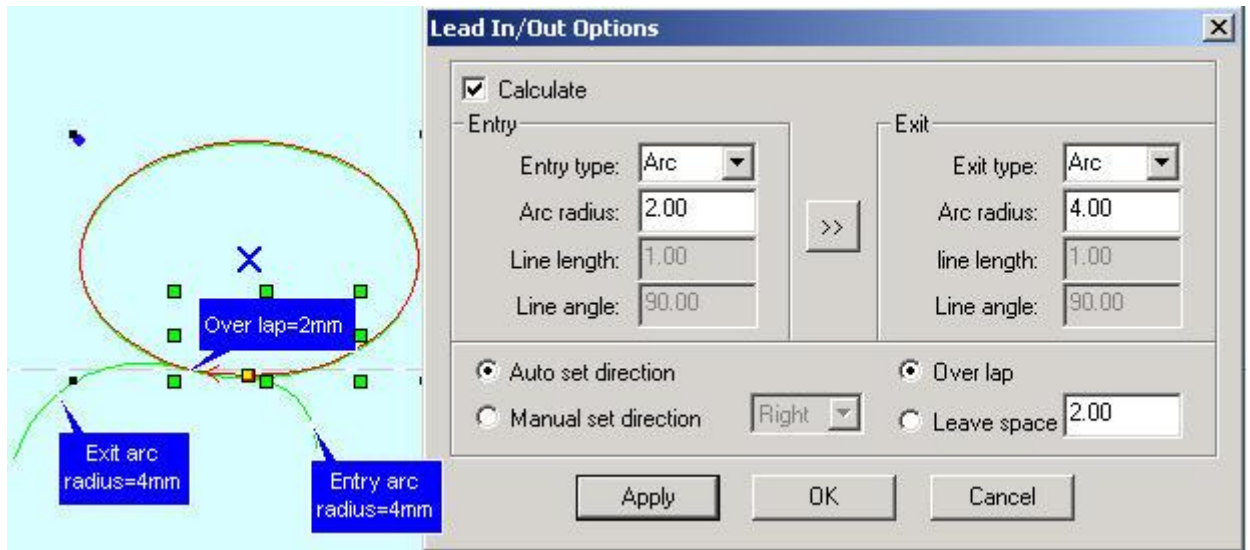 Lead In/Out Options
Calculate
Entry
Entry type: Arc
Arc radius: 2.00
Line length: 1.00
Line angle: 90.00
>>
Exit
Exit type: Arc
Arc radius: 4.00
line length: 1.00
Line angle: 90.00
Auto set direction
Manual set direction Right
Over lap
Leave space 2.00
Apply OK Cancel
Over lap=2mm
Exit arc
radius=4mm
Entry arc
radius=4mm